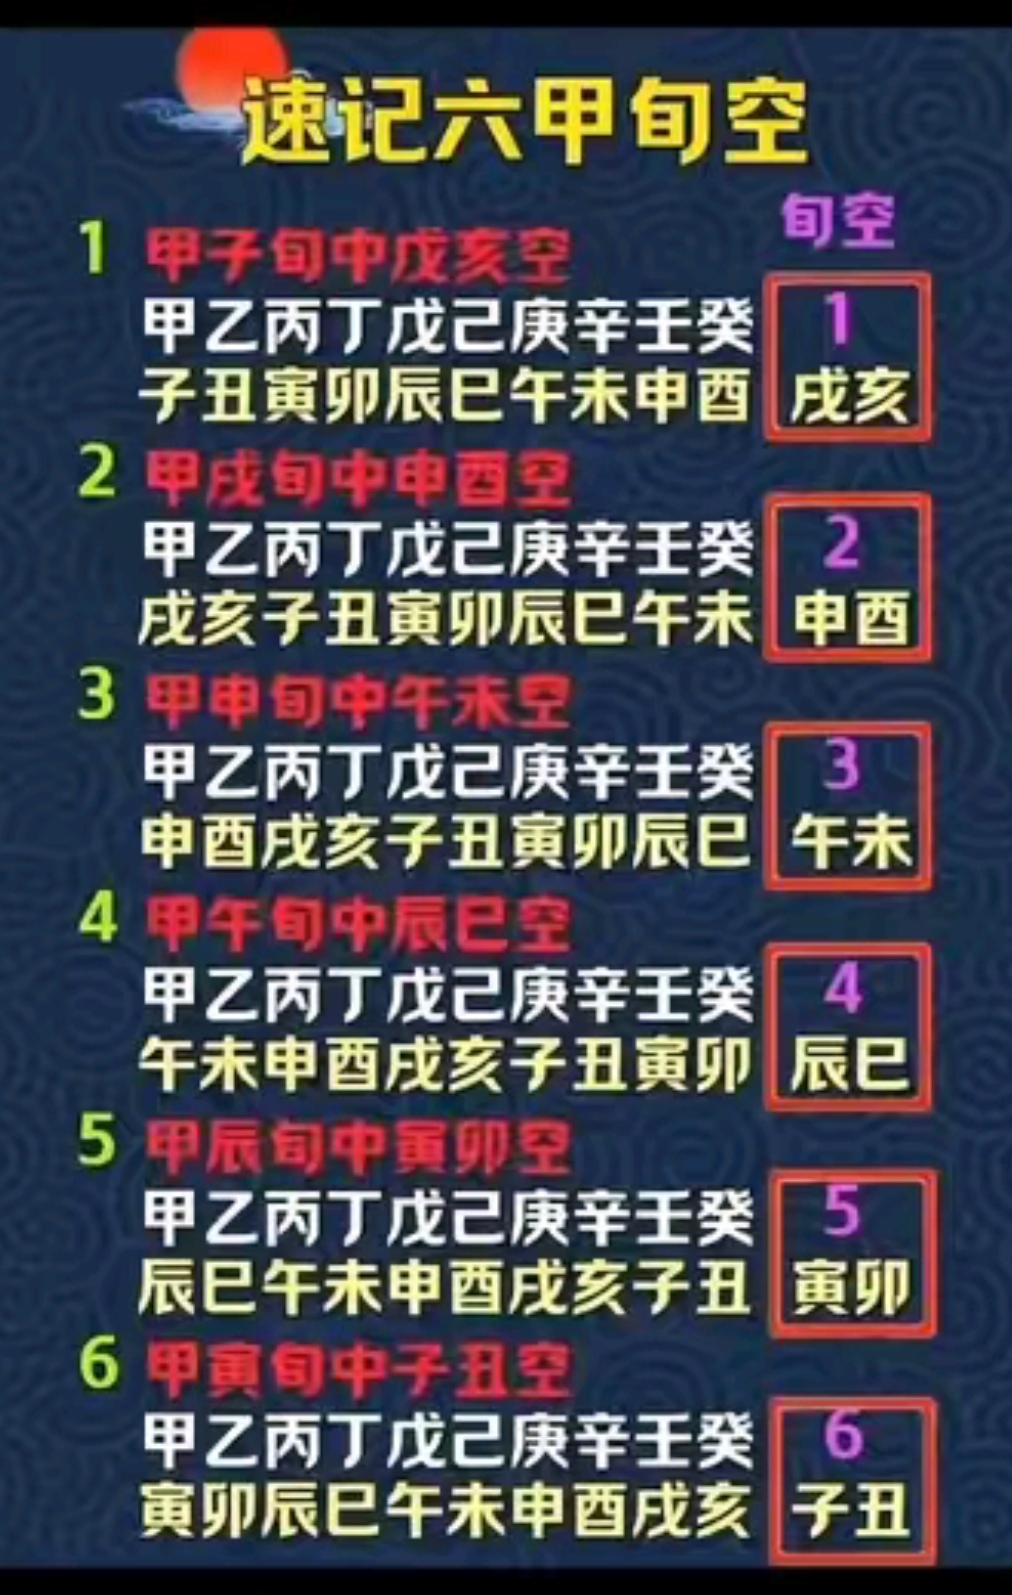 速记六甲旬空
旬空
1 甲子旬中戊亥空
甲乙丙丁戊己庚辛壬癸
子丑寅卯辰巳午未申酉
1
戌亥
2 甲戌旬中申酉空
甲乙丙丁戊己庚辛壬癸
戌亥子丑寅卯辰巳午未
2
申酉
3 甲申旬中午未空
甲乙丙丁戊己庚辛壬癸
申酉戌亥子丑寅卯辰巳
3
午未
4 甲午旬中辰巳空
甲乙丙丁戊己庚辛壬癸
午未申酉戌亥子丑寅卯
4
辰巳
5 甲辰旬中寅卯空
甲乙丙丁戊己庚辛壬癸
辰巳午未申酉戌亥子丑
5
寅卯
6 甲寅旬中子丑空
甲乙丙丁戊己庚辛壬癸
寅卯辰巳午未申酉戌亥
6
子丑